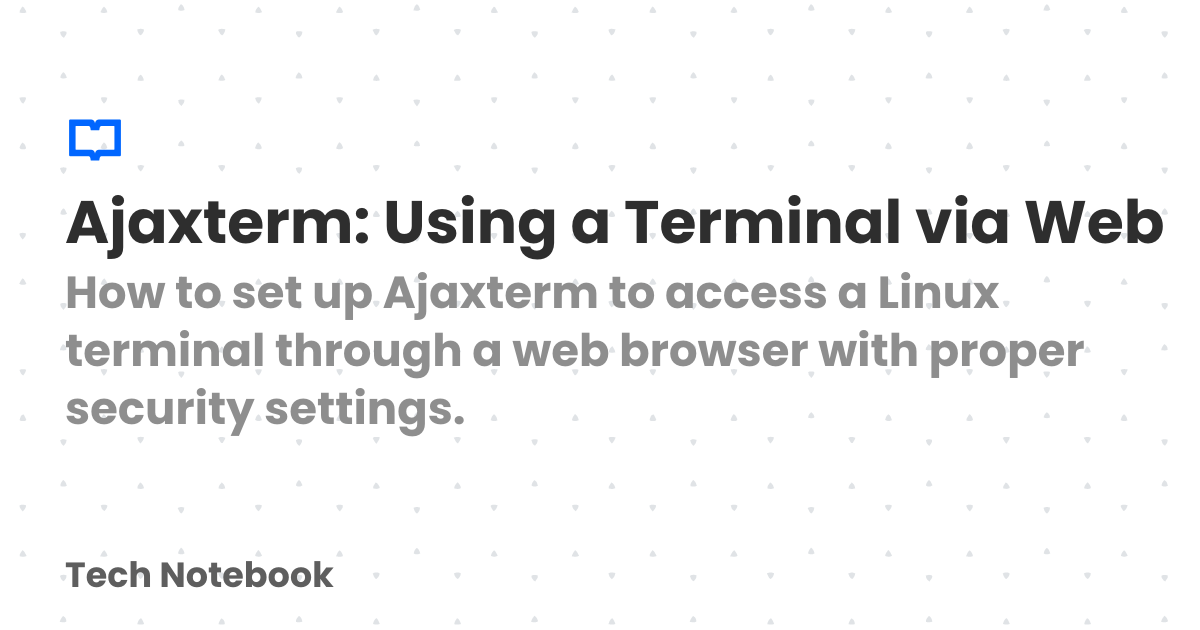 Ajaxterm: Using a Terminal via Web
How to set up Ajaxterm to access a Linux
terminal through a web browser with proper
security settings.
Tech Notebook